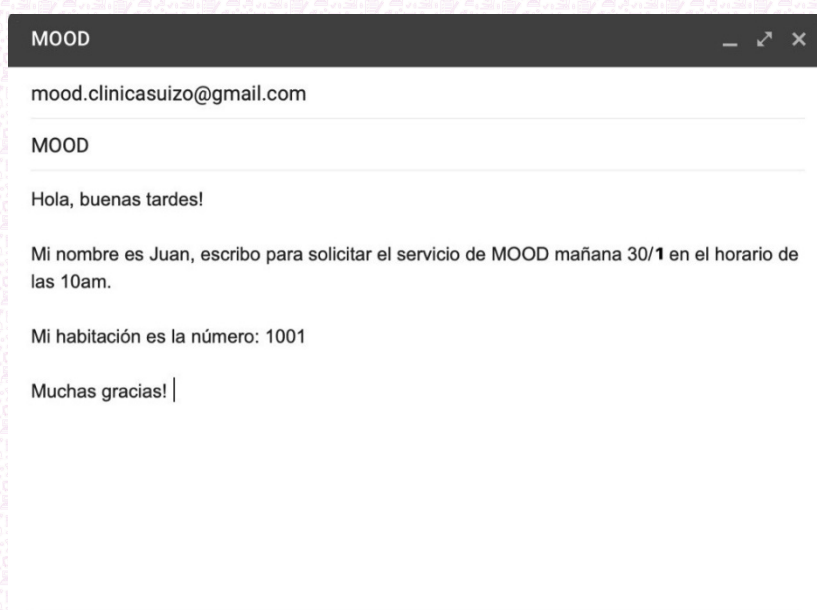 MOOD
mood.clinicasuizo@gmail.com
MOOD
Hola, buenas tardes!
Mi nombre es Juan, escribo para solicitar el servicio de MOOD mañana 30/1 en el horario de
las 10am.
Mi habitación es la número: 1001
Muchas gracias!